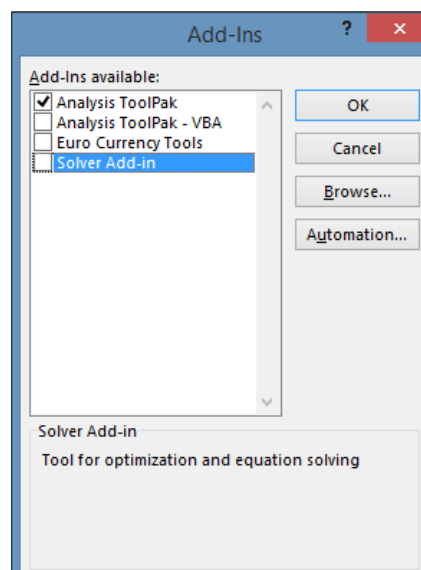 Add-Ins ? ×
Add-Ins available:
Analysis ToolPak
Analysis ToolPak - VBA
Euro Currency Tools
Solver Add-in
OK
Cancel
Browse...
Automation...
Solver Add-in
Tool for optimization and equation solving